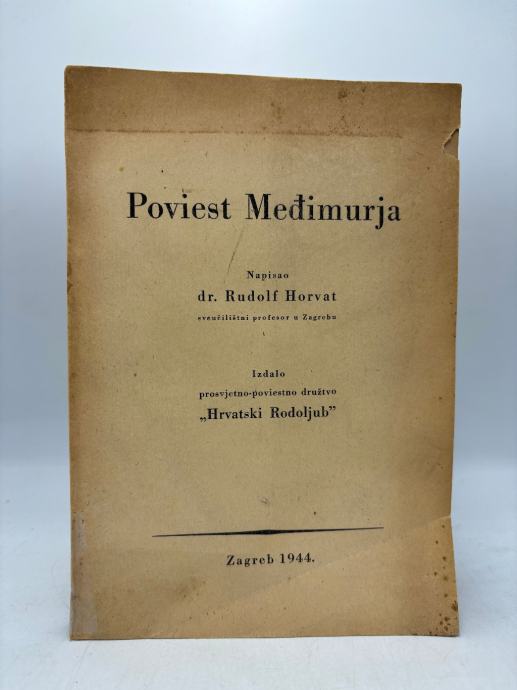 Poviest Međimurja
Napisao
dr. Rudolf Horvat
sveučilištni profesor u Zagrebu
Izdalo
prosvjetno-poviestno družtvo
„Hrvatski Rodoljub”
Zagreb 1944.